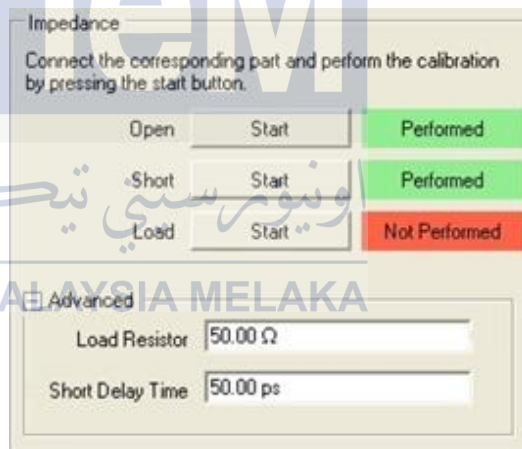 Impedance
Connect the corresponding part and perform the calibration
by pressing the start button.
Open Start Performed
Short Start Performed
Load Start Not Performed
اونيۏرسيتي تيك
ALAYSIA MELAKA
Advanced
Load Resistor 50.00 Ω
Short Delay Time 50.00 ps